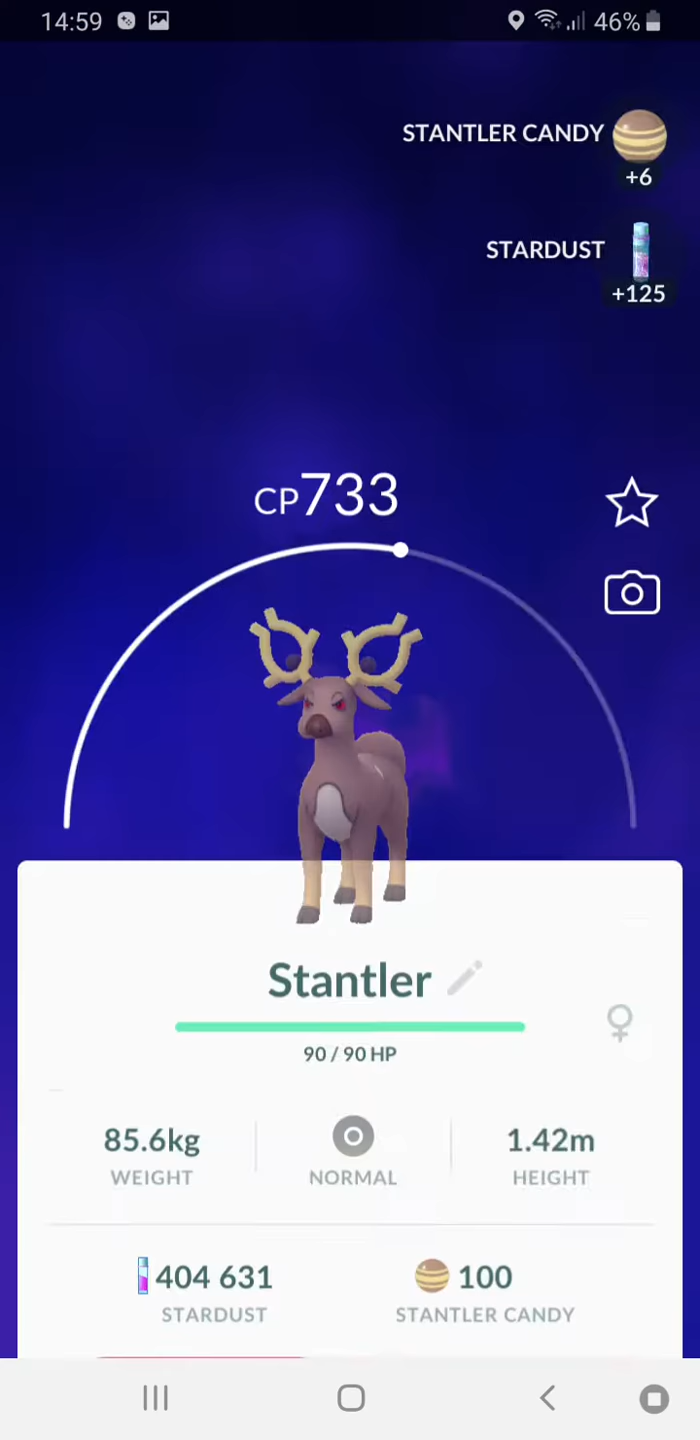 14:59 46%
STANTLER CANDY
+6
STARDUST
+125
CP733
Stantler
90 / 90 HP
85.6kg 1.42m
WEIGHT NORMAL HEIGHT
404 631 100
STARDUST STANTLER CANDY